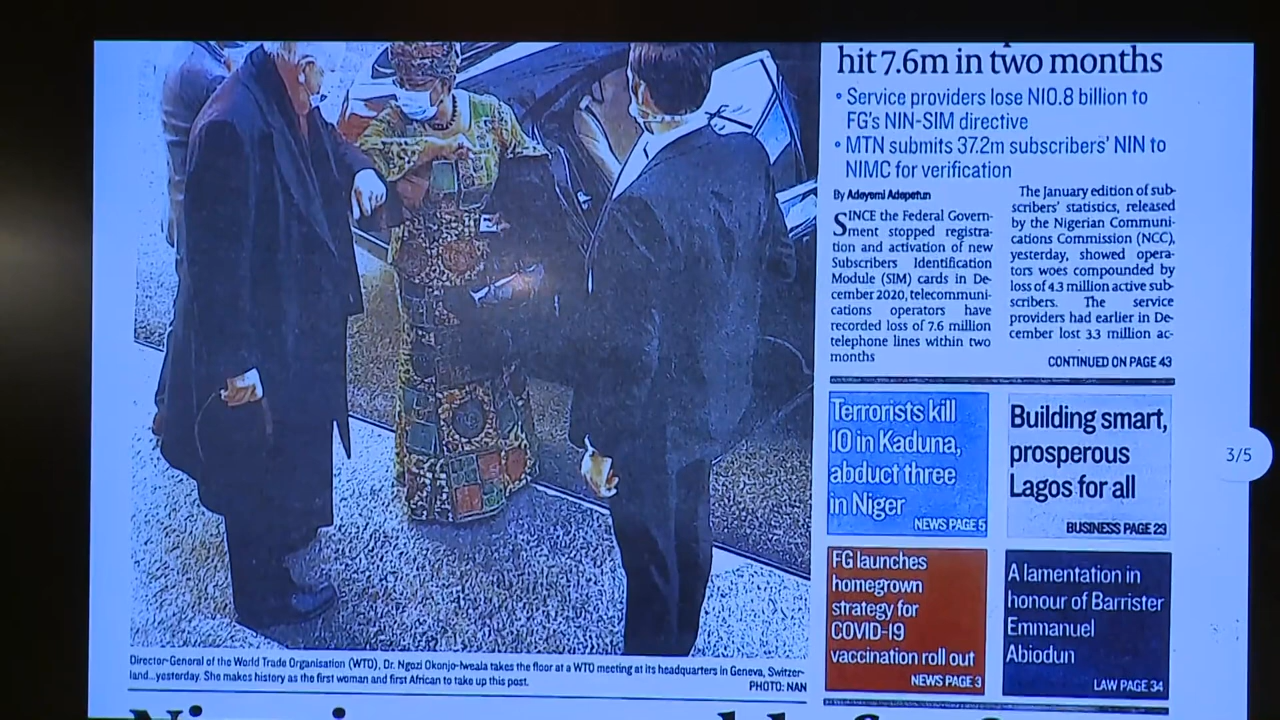 hit 7.6m in two months
• Service providers lose N10.8 billion to
FG's NIN-SIM directive
• MTN submits 37.2m subscribers' NIN to
NIMC for verification
By Adeyemi Adepetun
SINCE the Federal Govern-
ment stopped registra-
tion and activation of new
Subscribers Identification
Module (SIM) cards in De-
cember 2020, telecommuni-
cations operators have
recorded loss of 7.6 million
telephone lines within two
months
The January edition of sub-
scribers' statistics, released
by the Nigerian Communi-
cations Commission (NCC),
yesterday, showed opera-
tors woes compounded by
loss of 4.3 million active sub-
scribers. The service
providers had earlier in De-
cember lost 3.3 million ac-
CONTINUED ON PAGE 43
Terrorists kill
10 in Kaduna,
abduct three
in Niger
NEWS PAGE 5
Building smart,
prosperous
Lagos for all
BUSINESS PAGE 23
FG launches
homegrown
strategy for
COVID-19
vaccination roll out
NEWS PAGE 3
A lamentation in
honour of Barrister
Emmanuel
Abiodun
LAW PAGE 34
3/5
Director-General of the World Trade Organisation (WTO), Dr. Ngozi Okonjo-Iweala takes the floor at a WTO meeting at its headquarters in Geneva, Switzer-
land...yesterday. She makes history as the first woman and first African to take up this post.
PHOTO: NAN